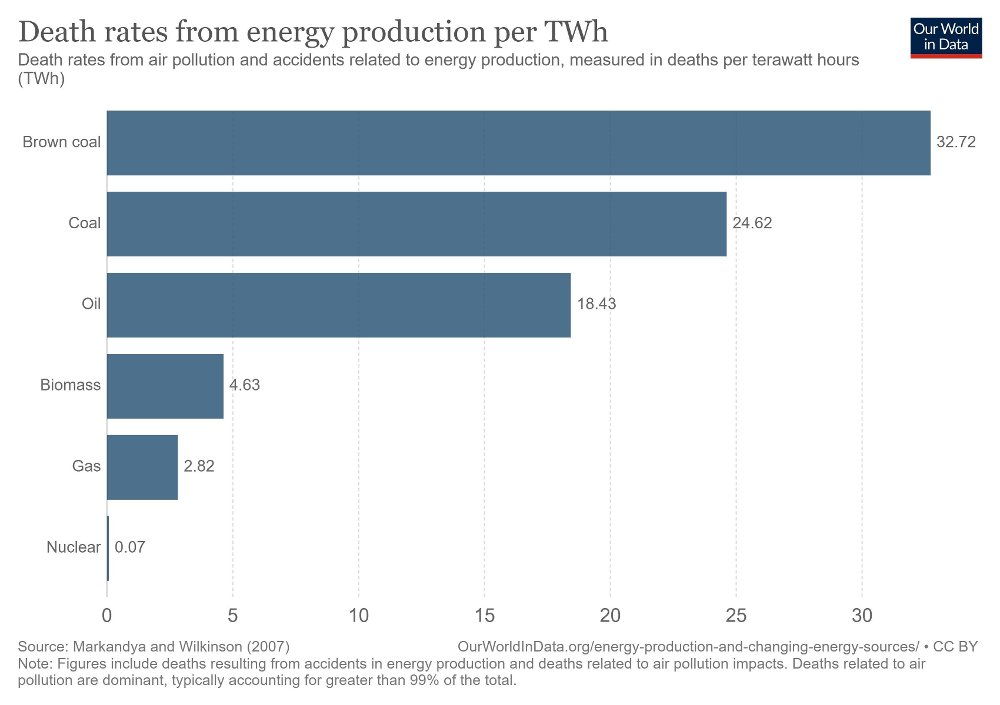 Death rates from energy production per TWh
Our World
in Data
Death rates from air pollution and accidents related to energy production, measured in deaths per terawatt hours
(TWh)
Brown coal
32.72
Coal
24.62
Oil
18.43
Biomass
4.63
Gas
2.82
Nuclear
0.07
0 5 10 15 20 25 30
Source: Markandya and Wilkinson (2007)
OurWorldInData.org/energy-production-and-changing-energy-sources/ • CC BY
Note: Figures include deaths resulting from accidents in energy production and deaths related to air pollution impacts. Deaths related to air
pollution are dominant, typically accounting for greater than 99% of the total.